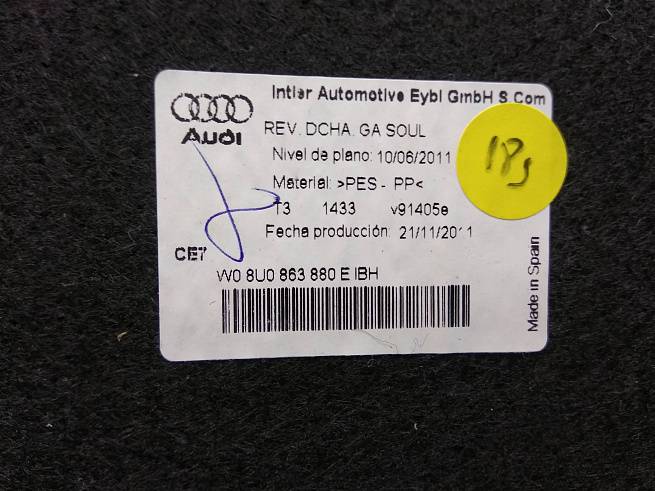 Intier Automotive Eybl GmbH S Com
AUDI
REV. DCHA. GA SOUL
Nivel de plano: 10/06/2011
18
Material: >PES - PP<
T3 1433 v91405e
Fecha producción: 21/11/2011
CE7
W0 8U0 863 880 E IBH
Made in Spain